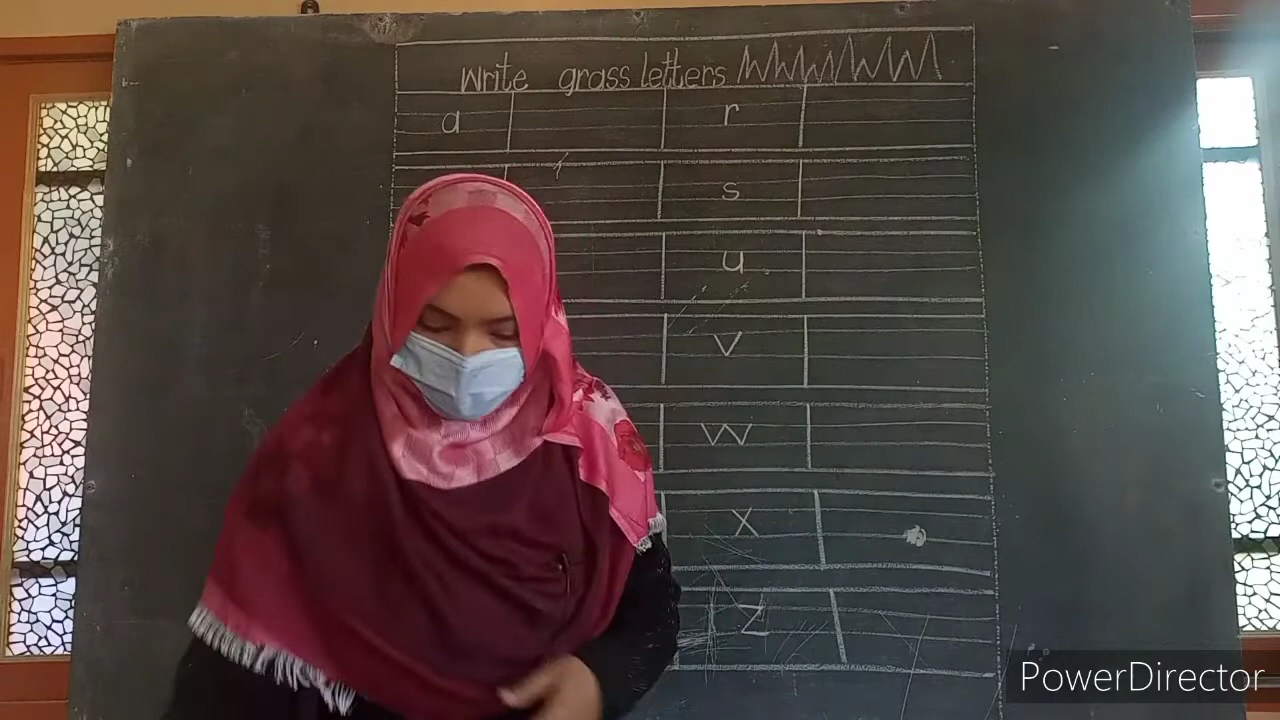 Write grass letters
a r
s
u
v
w
x
z
PowerDirector